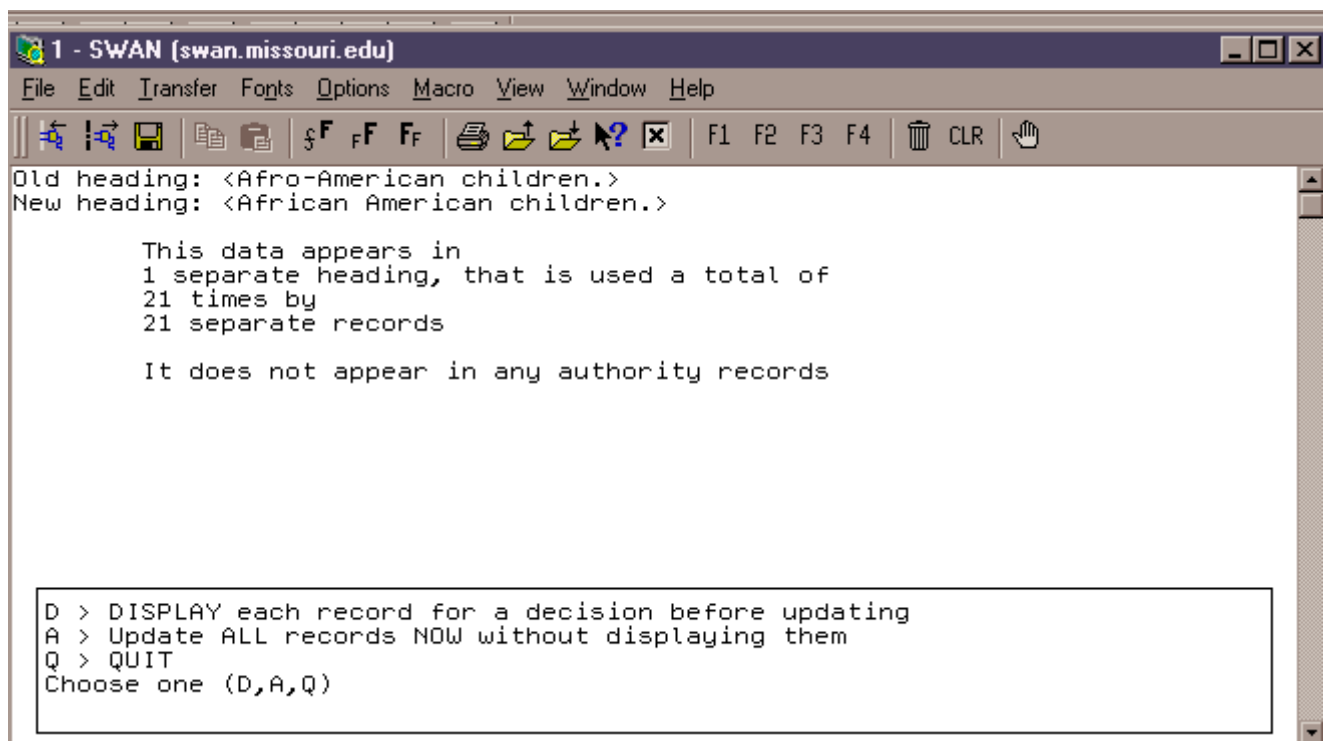 1 - SWAN (swan.missouri.edu)
File Edit Transfer Fonts Options Macro View Window Help
F1 F2 F3 F4 CLR
Old heading: <Afro-American children.>
New heading: <African American children.>
This data appears in
1 separate heading, that is used a total of
21 times by
21 separate records
It does not appear in any authority records
D > DISPLAY each record for a decision before updating
A > Update ALL records NOW without displaying them
Q > QUIT
Choose one (D,A,Q)